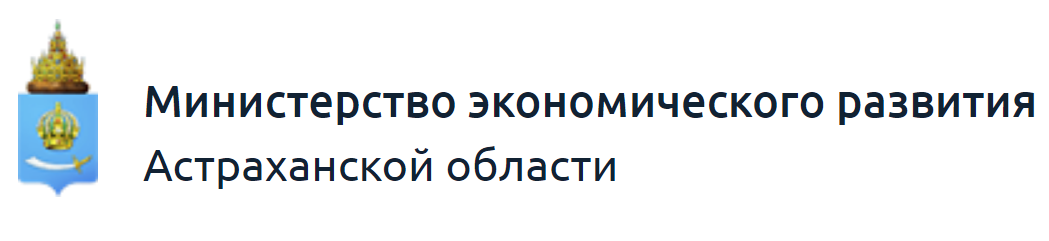 Министерство экономического развития
Астраханской области